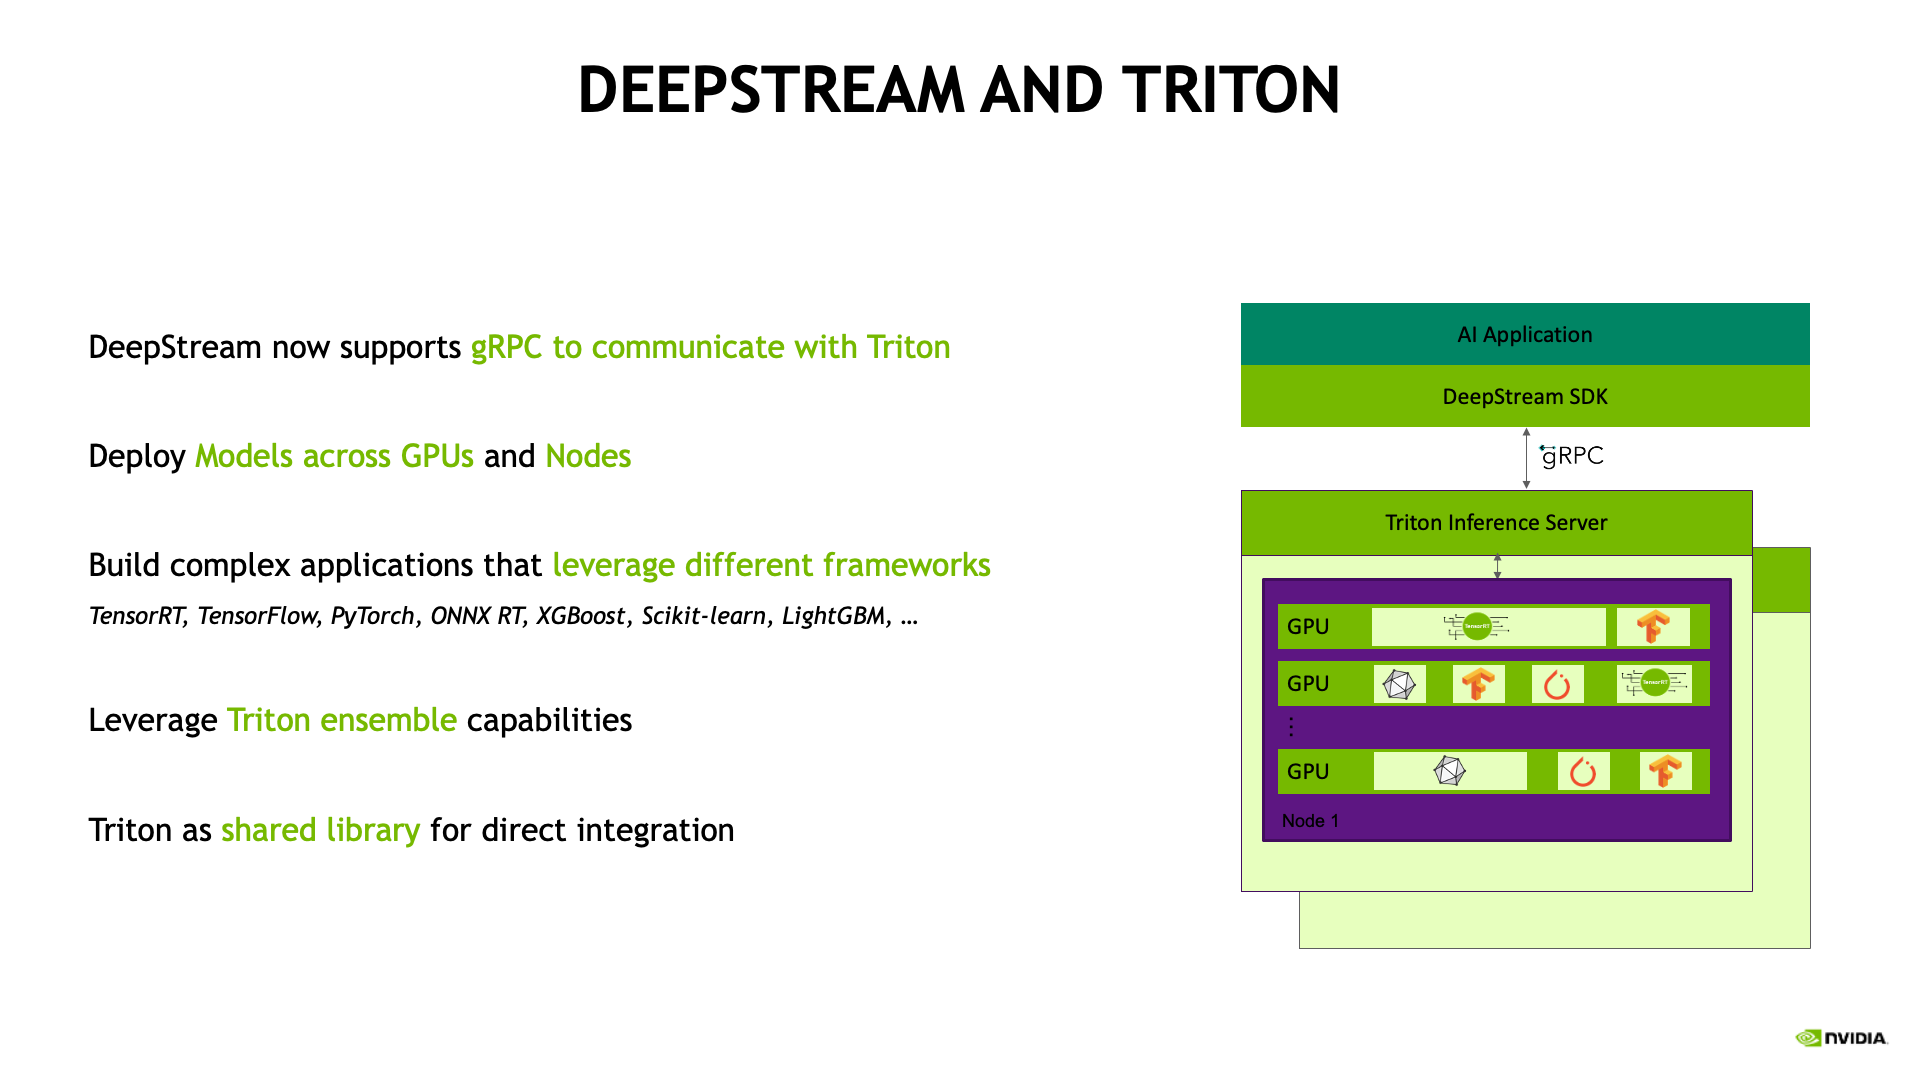 DEEPSTREAM AND TRITON
DeepStream now supports gRPC to communicate with Triton
Deploy Models across GPUs and Nodes
Build complex applications that leverage different frameworks
TensorRT, TensorFlow, PyTorch, ONNX RT, XGBoost, Scikit-learn, LightGBM, …
Leverage Triton ensemble capabilities
Triton as shared library for direct integration
AI Application
DeepStream SDK
gRPC
Triton Inference Server
GPU TensorRT
GPU TensorRT
⋮
GPU
Node 1
NVIDIA